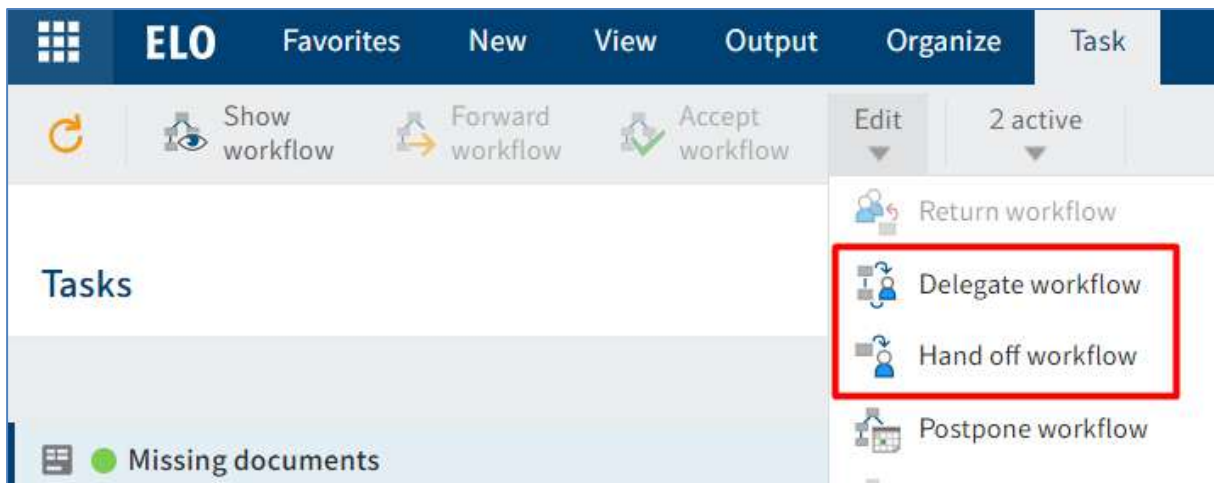 ELO Favorites New View Output Organize Task
Show workflow
Forward workflow
Accept workflow
Edit
2 active
Return workflow
Tasks
Delegate workflow
Hand off workflow
Missing documents
Postpone workflow